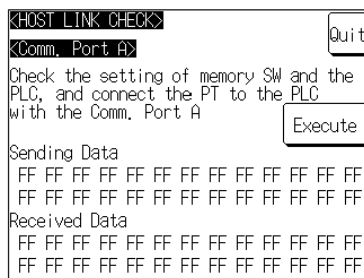 <HOST LINK CHECK>
Quit
<Comm. Port A>
Check the setting of memory SW and the
PLC, and connect the PT to the PLC
with the Comm. Port A
Execute
Sending Data
FF FF FF FF FF FF FF FF FF FF FF FF FF
FF FF FF FF FF FF FF FF FF FF FF FF FF
Received Data
FF FF FF FF FF FF FF FF FF FF FF FF FF
FF FF FF FF FF FF FF FF FF FF FF FF FF